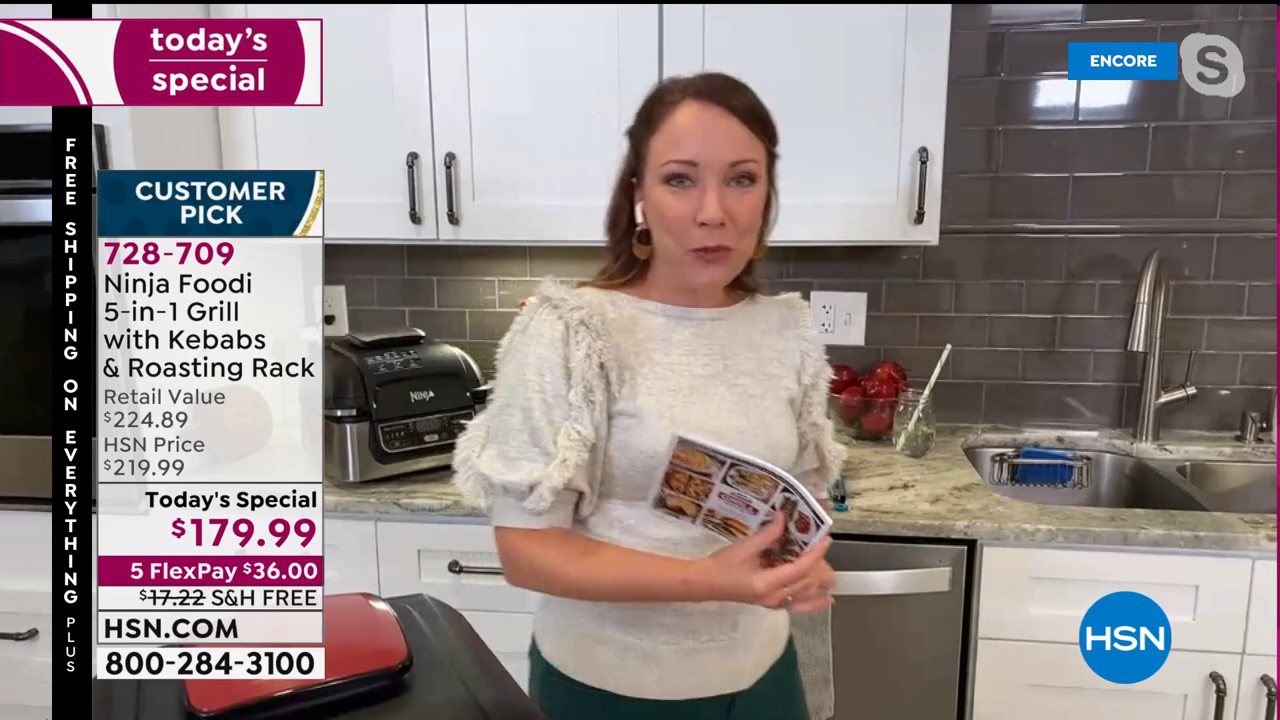 today's
special
ENCORE
S
FREE SHIPPING ON EVERYTHING PLUS
CUSTOMER
PICK
728-709
Ninja Foodi
5-in-1 Grill
with Kebabs
& Roasting Rack
Retail Value
$224.89
HSN Price
$219.99
Today's Special
$179.99
5 FlexPay $36.00
$17.22 S&H FREE
HSN.COM
800-284-3100
NINJA
HSN